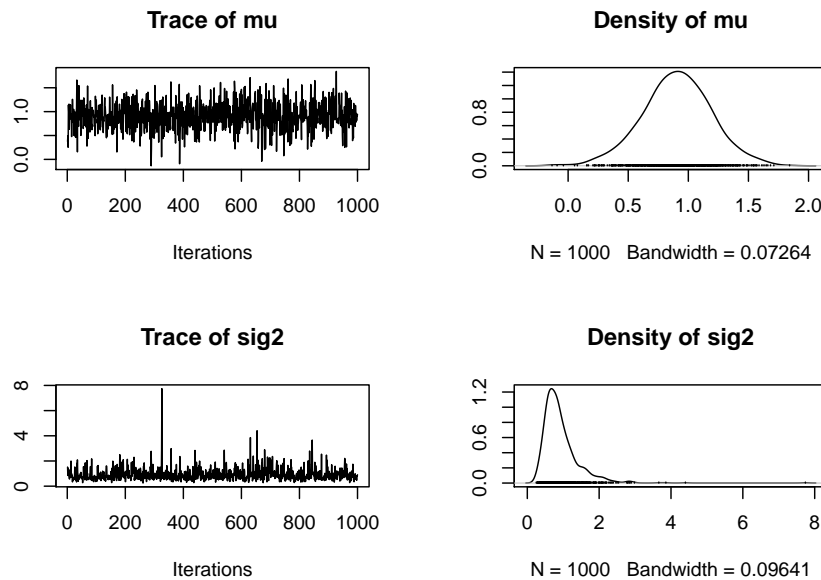 Trace of mu
0.0
1.0
0 200 400 600 800 1000
Iterations
Density of mu
0.0
0.8
0.0 0.5 1.0 1.5 2.0
N = 1000 Bandwidth = 0.07264
Trace of sig2
0
4
8
0 200 400 600 800 1000
Iterations
Density of sig2
0.0
0.6
1.2
0 2 4 6 8
N = 1000 Bandwidth = 0.09641